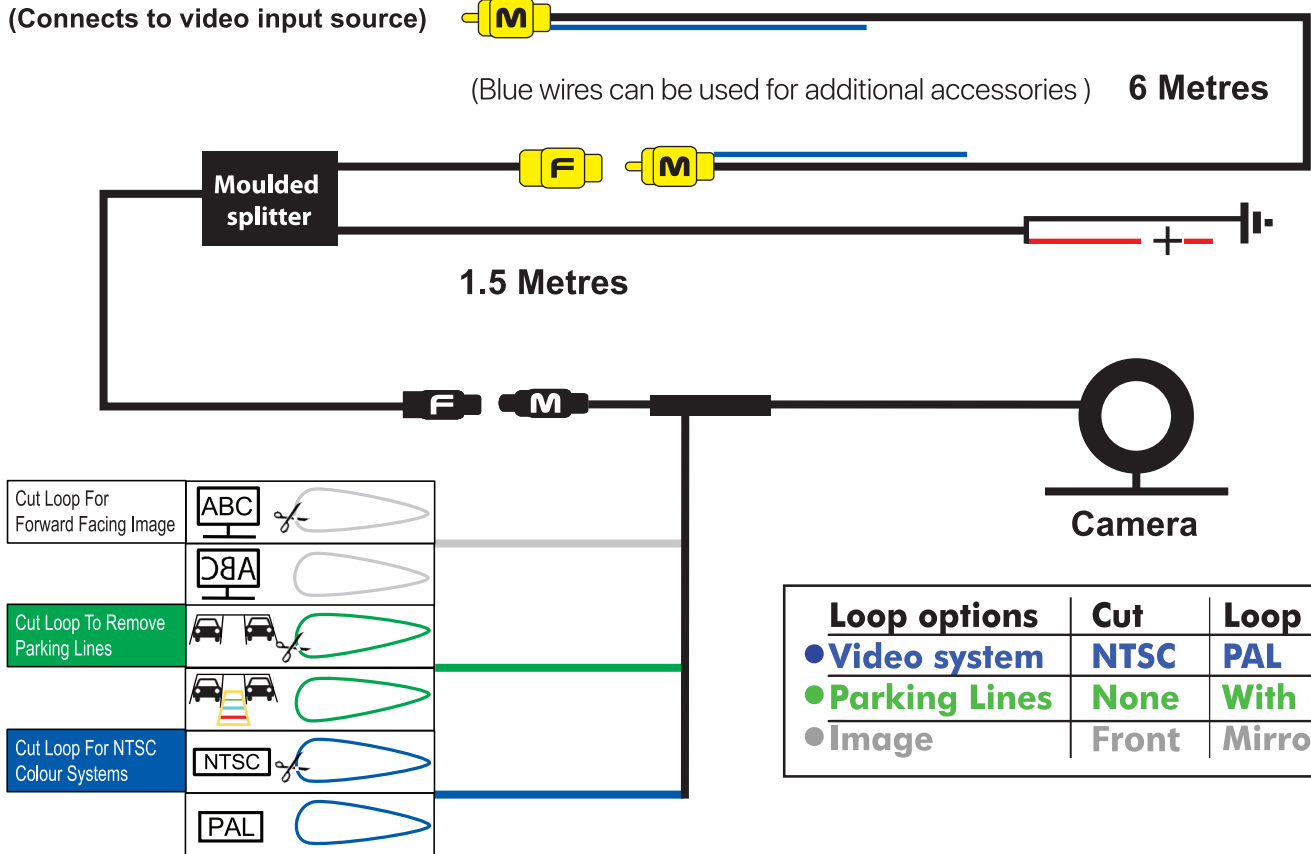 (Connects to video input source)
M
(Blue wires can be used for additional accessories )
6 Metres
Moulded
splitter
F
M
1.5 Metres
F
M
Camera
Cut Loop For
Forward Facing Image
ABC
ABC
Cut Loop To Remove
Parking Lines
Cut Loop For NTSC
Colour Systems
NTSC
PAL
Loop options Cut Loop
Video system NTSC PAL
Parking Lines None With
Image Front Mirro